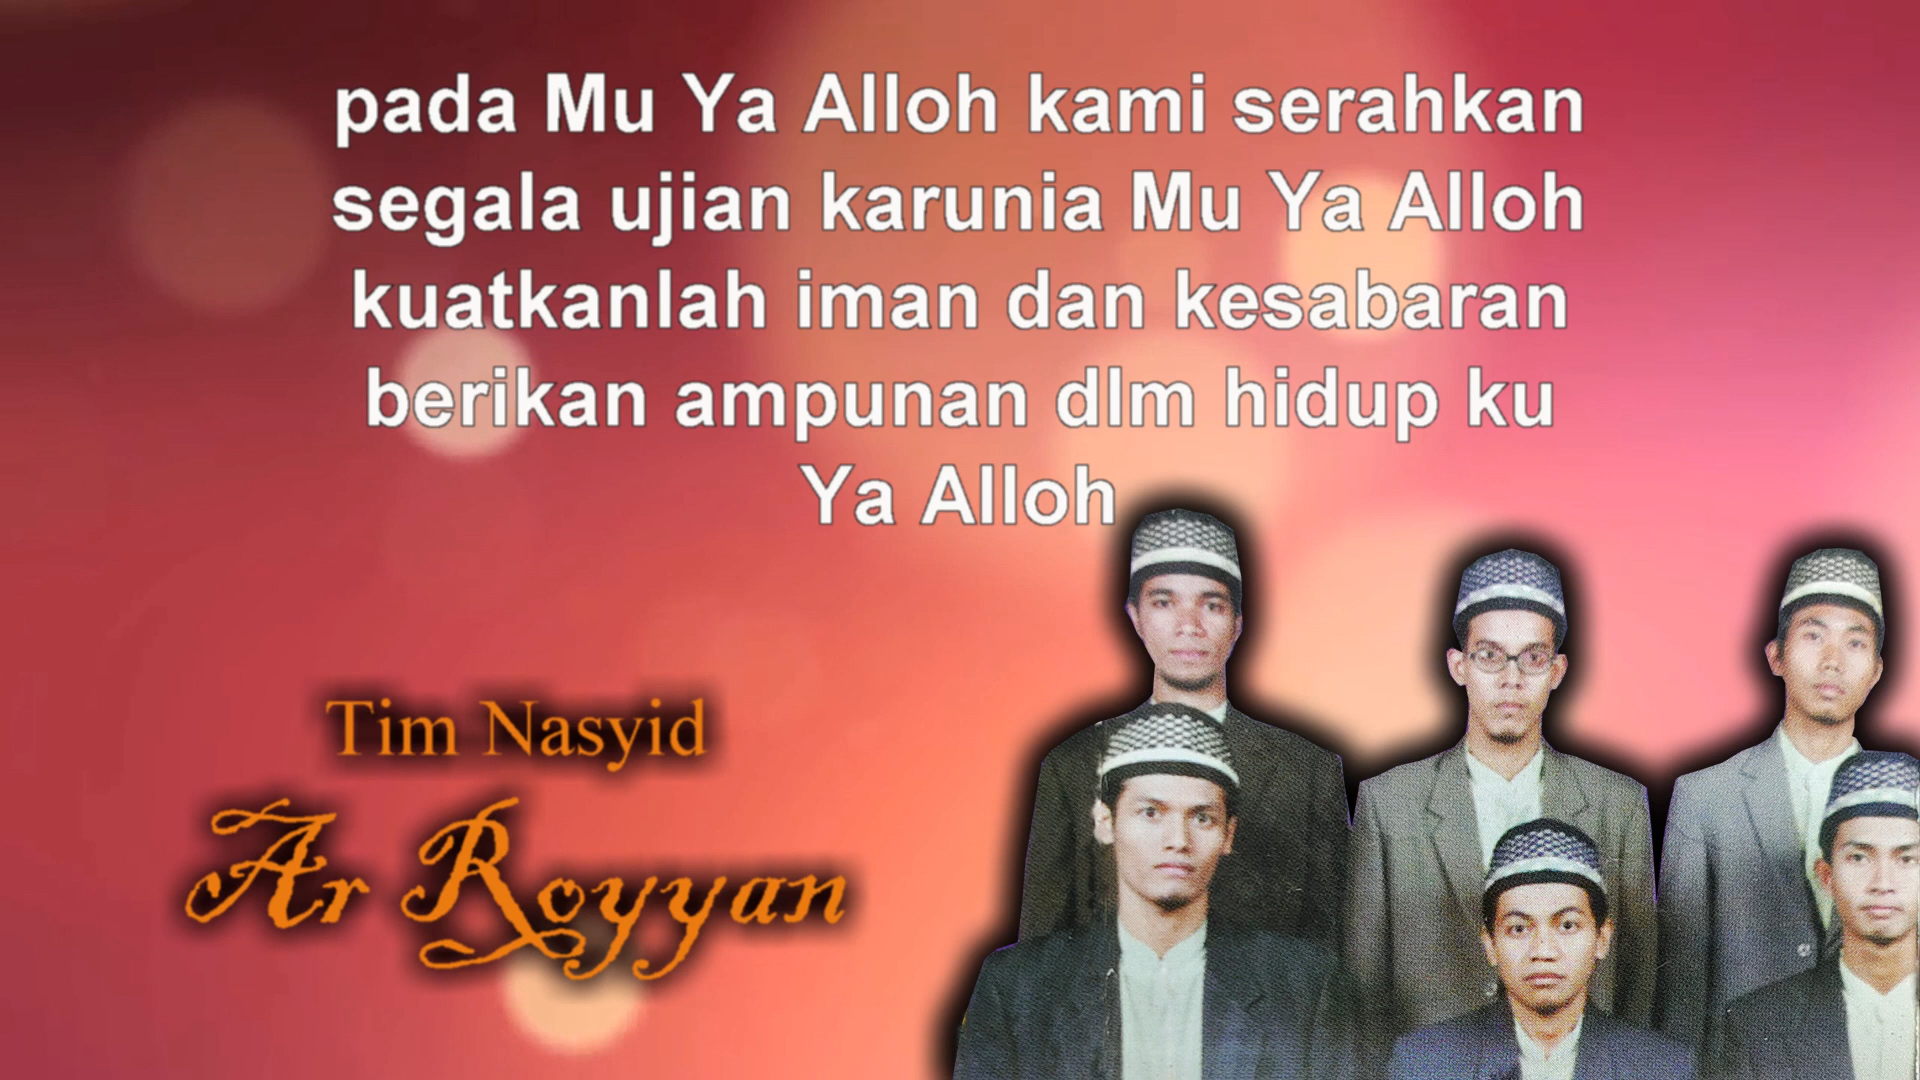 pada Mu Ya Alloh kami serahkan
segala ujian karunia Mu Ya Alloh
kuatkanlah iman dan kesabaran
berikan ampunan dlm hidup ku
Ya Alloh
Tim Nasyid
Ar Royyan